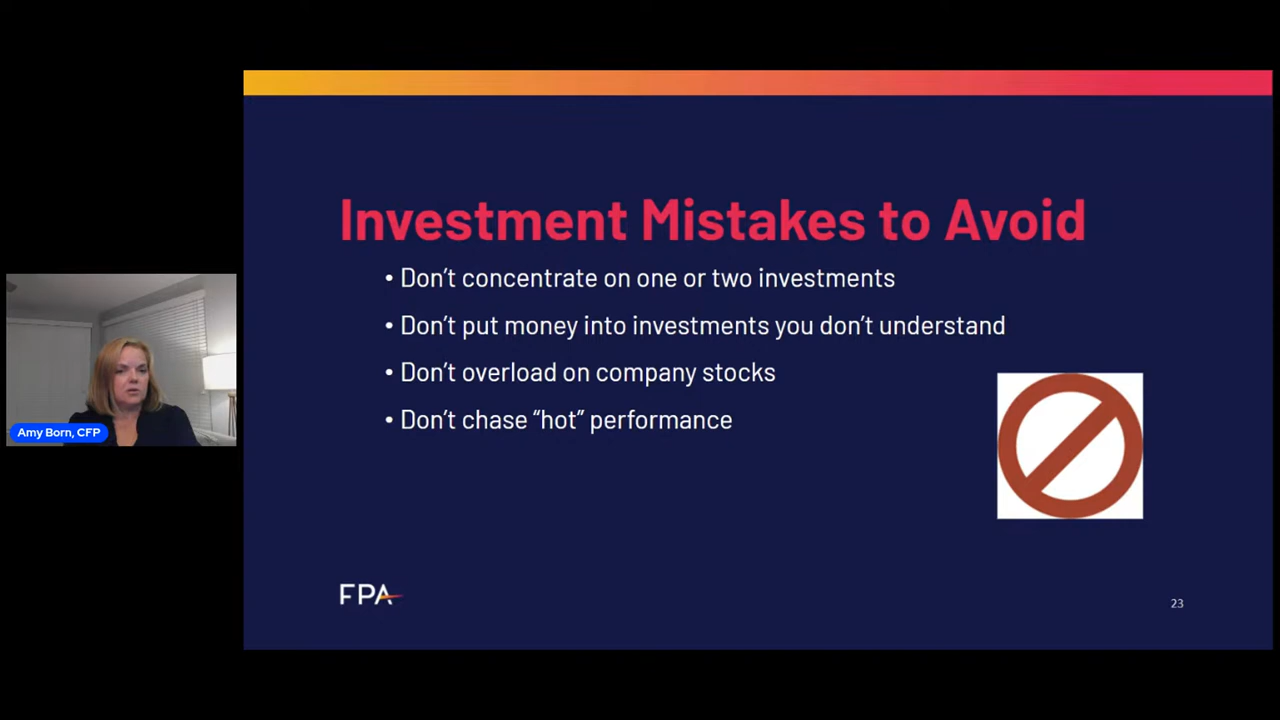 Investment Mistakes to Avoid
• Don’t concentrate on one or two investments
• Don’t put money into investments you don’t understand
• Don’t overload on company stocks
• Don’t chase “hot” performance
Amy Born, CFP
FPA
23